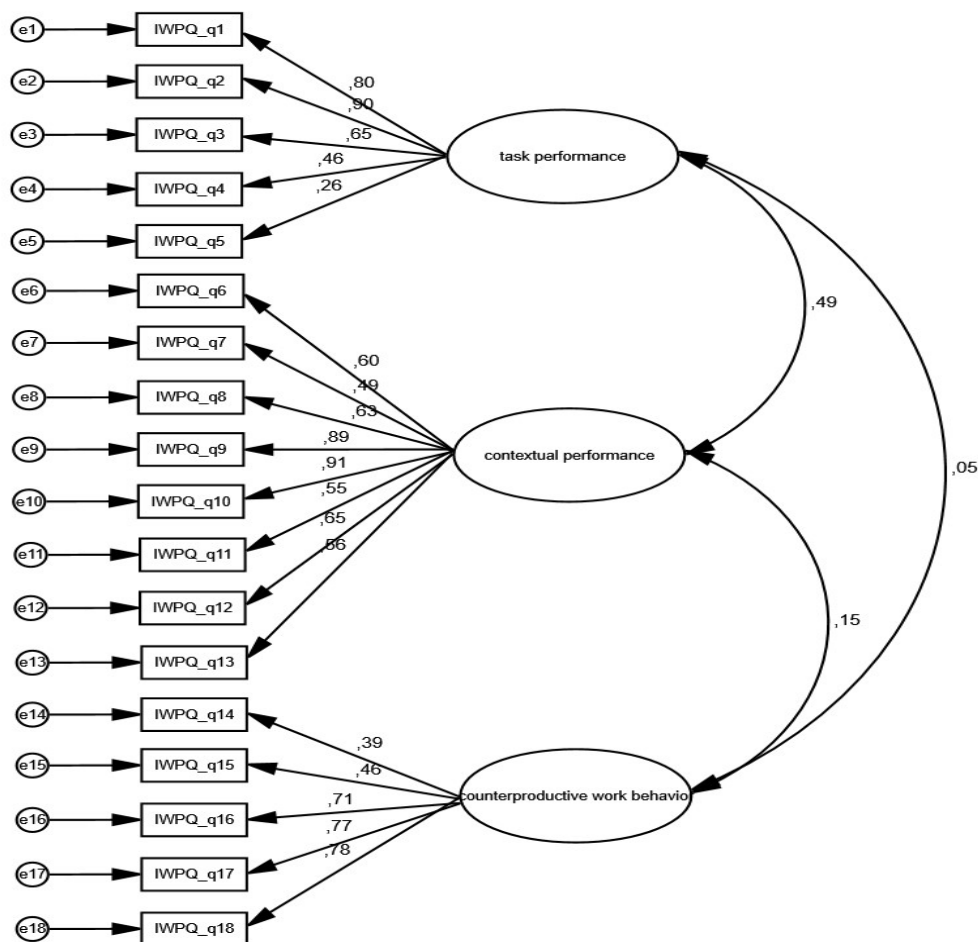 e1
IWPQ_q1
e2
IWPQ_q2
e3
IWPQ_q3
e4
IWPQ_q4
e5
IWPQ_q5
,80
,90
,65
,46
,26
task performance
e6
IWPQ_q6
e7
IWPQ_q7
e8
IWPQ_q8
e9
IWPQ_q9
e10
IWPQ_q10
e11
IWPQ_q11
e12
IWPQ_q12
e13
IWPQ_q13
,60
,49
,63
,89
,91
,55
,65
,56
contextual performance
e14
IWPQ_q14
e15
IWPQ_q15
e16
IWPQ_q16
e17
IWPQ_q17
e18
IWPQ_q18
,39
,46
,71
,77
,78
counterproductive work behavio
,49
,05
,15